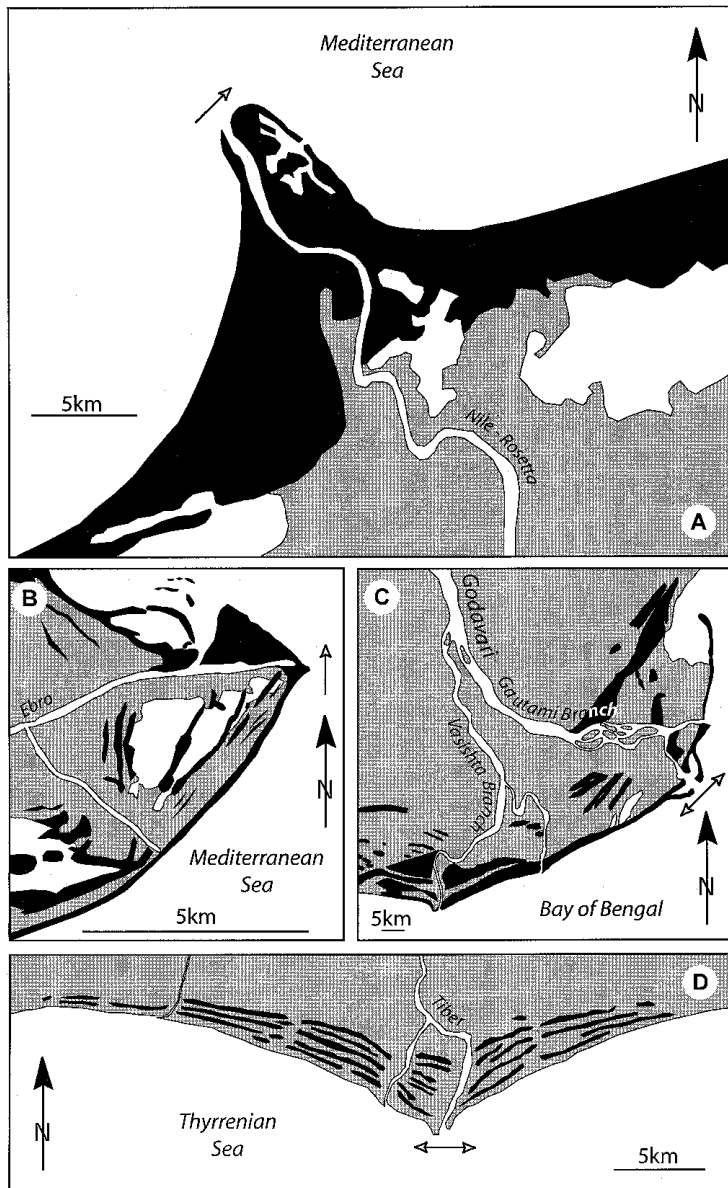 Mediterranean
Sea
N
5km
Nile - Rosetta
A
B
Ebro
N
Mediterranean
Sea
5km
C
Godavari
Gautami Branch
Vasishta Branch
N
5km
Bay of Bengal
D
Tiber
N
Thyrrenian
Sea
5km